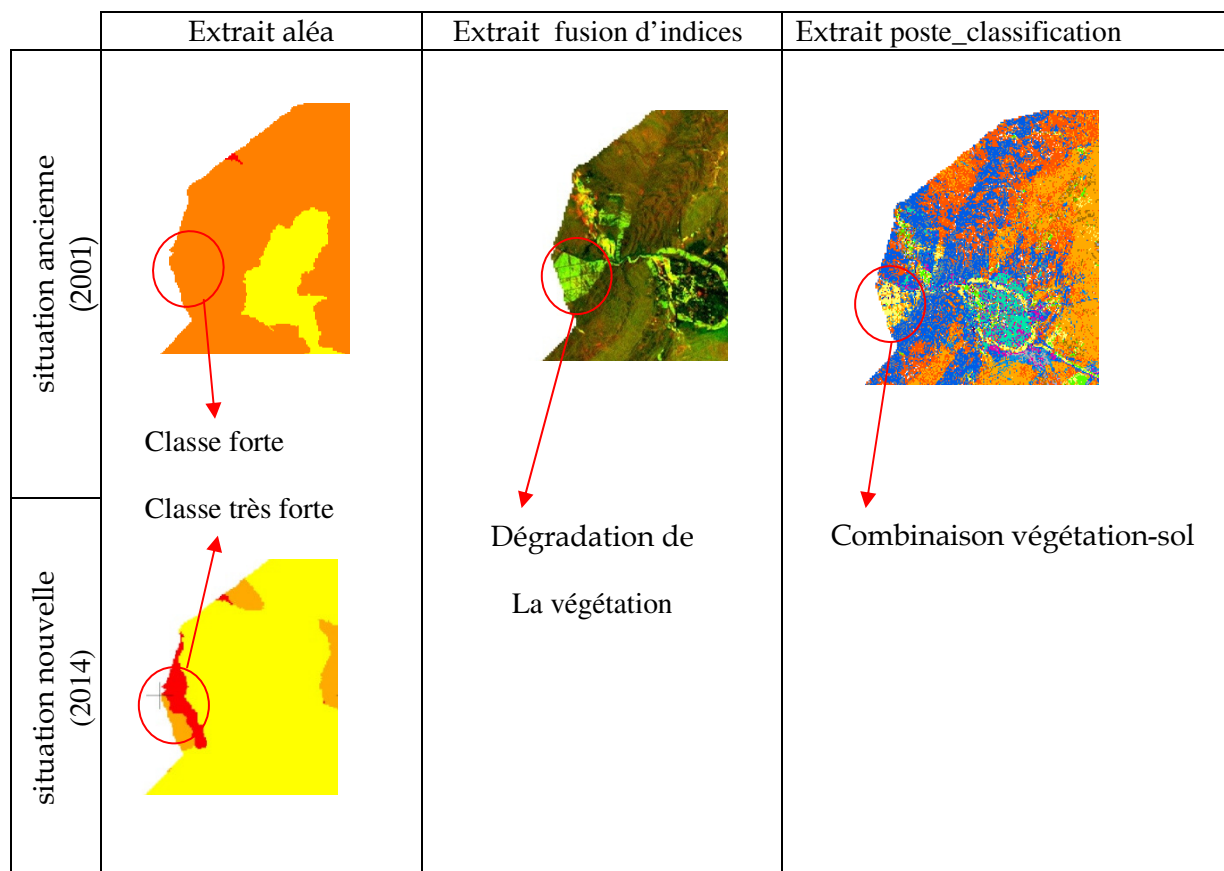 Extrait aléa
Extrait fusion d'indices
Extrait poste_classification
situation ancienne
(2001)
Classe forte
Classe très forte
Dégradation de
La végétation
Combinaison végétation-sol
situation nouvelle
(2014)